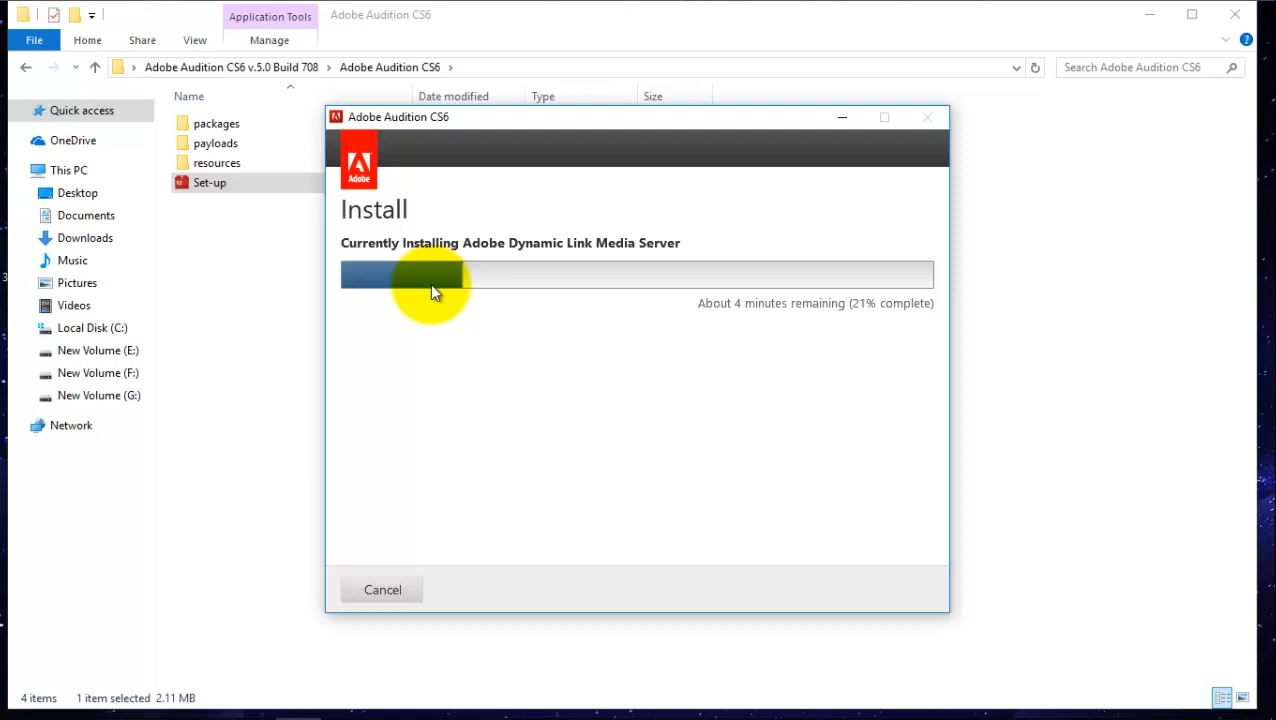 Application Tools
Adobe Audition CS6
File
Home
Share
View
Manage
Adobe Audition CS6 v.5.0 Build 708
Adobe Audition CS6
Search Adobe Audition CS6
Quick access
OneDrive
This PC
Desktop
Documents
Downloads
Music
Pictures
Videos
Local Disk (C:)
New Volume (E:)
New Volume (F:)
New Volume (G:)
Network
Name
Date modified
Type
Size
packages
payloads
resources
Set-up
Adobe Audition CS6
Adobe
Install
Currently Installing Adobe Dynamic Link Media Server
About 4 minutes remaining (21% complete)
Cancel
4 items
1 item selected 2.11 MB
3